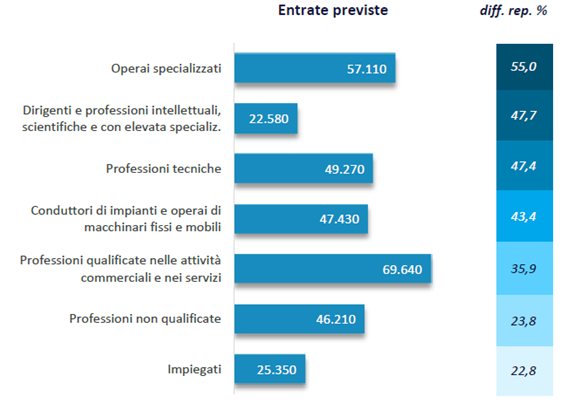 Entrate previste diff. rep. %
Operai specializzati 57.110 55,0
Dirigenti e professioni intellettuali,
scientifiche e con elevata specializ. 22.580 47,7
Professioni tecniche 49.270 47,4
Conduttori di impianti e operai di
macchinari fissi e mobili 47.430 43,4
Professioni qualificate nelle attività
commerciali e nei servizi 69.640 35,9
Professioni non qualificate 46.210 23,8
Impiegati 25.350 22,8